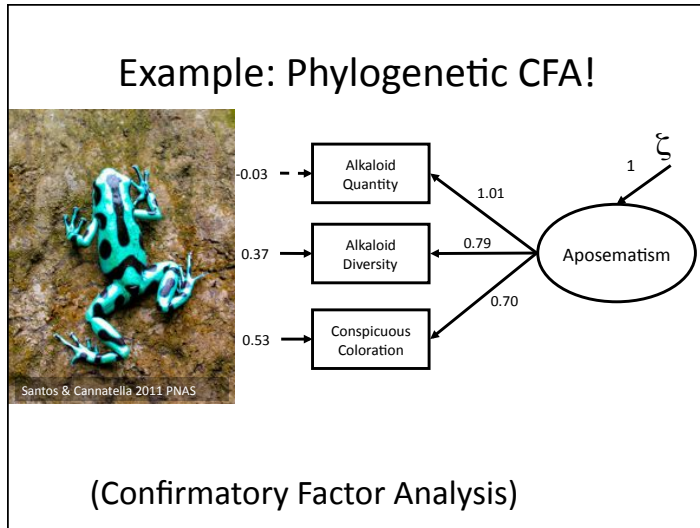 Example: Phylogenetic CFA!
-0.03
Alkaloid
Quantity
1.01
1
ζ
0.37
Alkaloid
Diversity
0.79
Aposematism
0.70
0.53
Conspicuous
Coloration
Santos & Cannatella 2011 PNAS
(Confirmatory Factor Analysis)